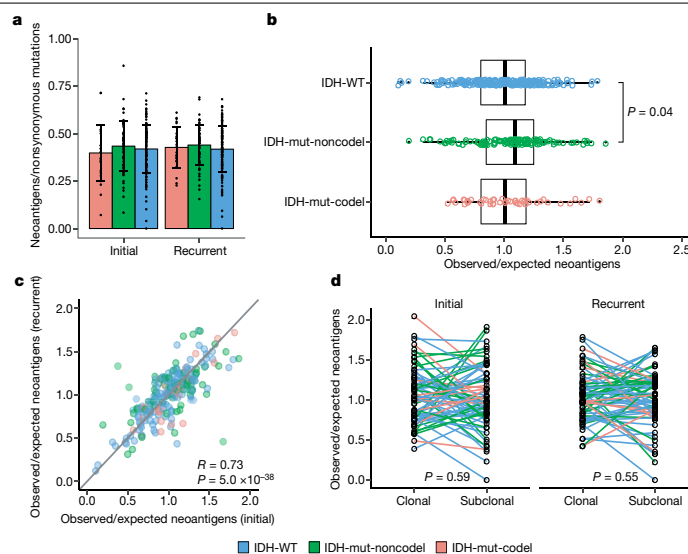 a
Neoantigens/nonsynonymous mutations
1.00
0.75
0.50
0.25
0.00
Initial Recurrent
b
IDH-WT
IDH-mut-noncodel
IDH-mut-codel
P = 0.04
0.0 0.5 1.0 1.5 2.0 2.5
Observed/expected neoantigens
c
Observed/expected neoantigens (recurrent)
2.0
1.5
1.0
0.5
0.0
R = 0.73
P = 5.0 ×10⁻³⁸
0.0 0.5 1.0 1.5 2.0
Observed/expected neoantigens (initial)
d
Initial Recurrent
Observed/expected neoantigens
2.0
1.5
1.0
0.5
0.0
P = 0.59 P = 0.55
Clonal Subclonal Clonal Subclonal
IDH-WT IDH-mut-noncodel IDH-mut-codel